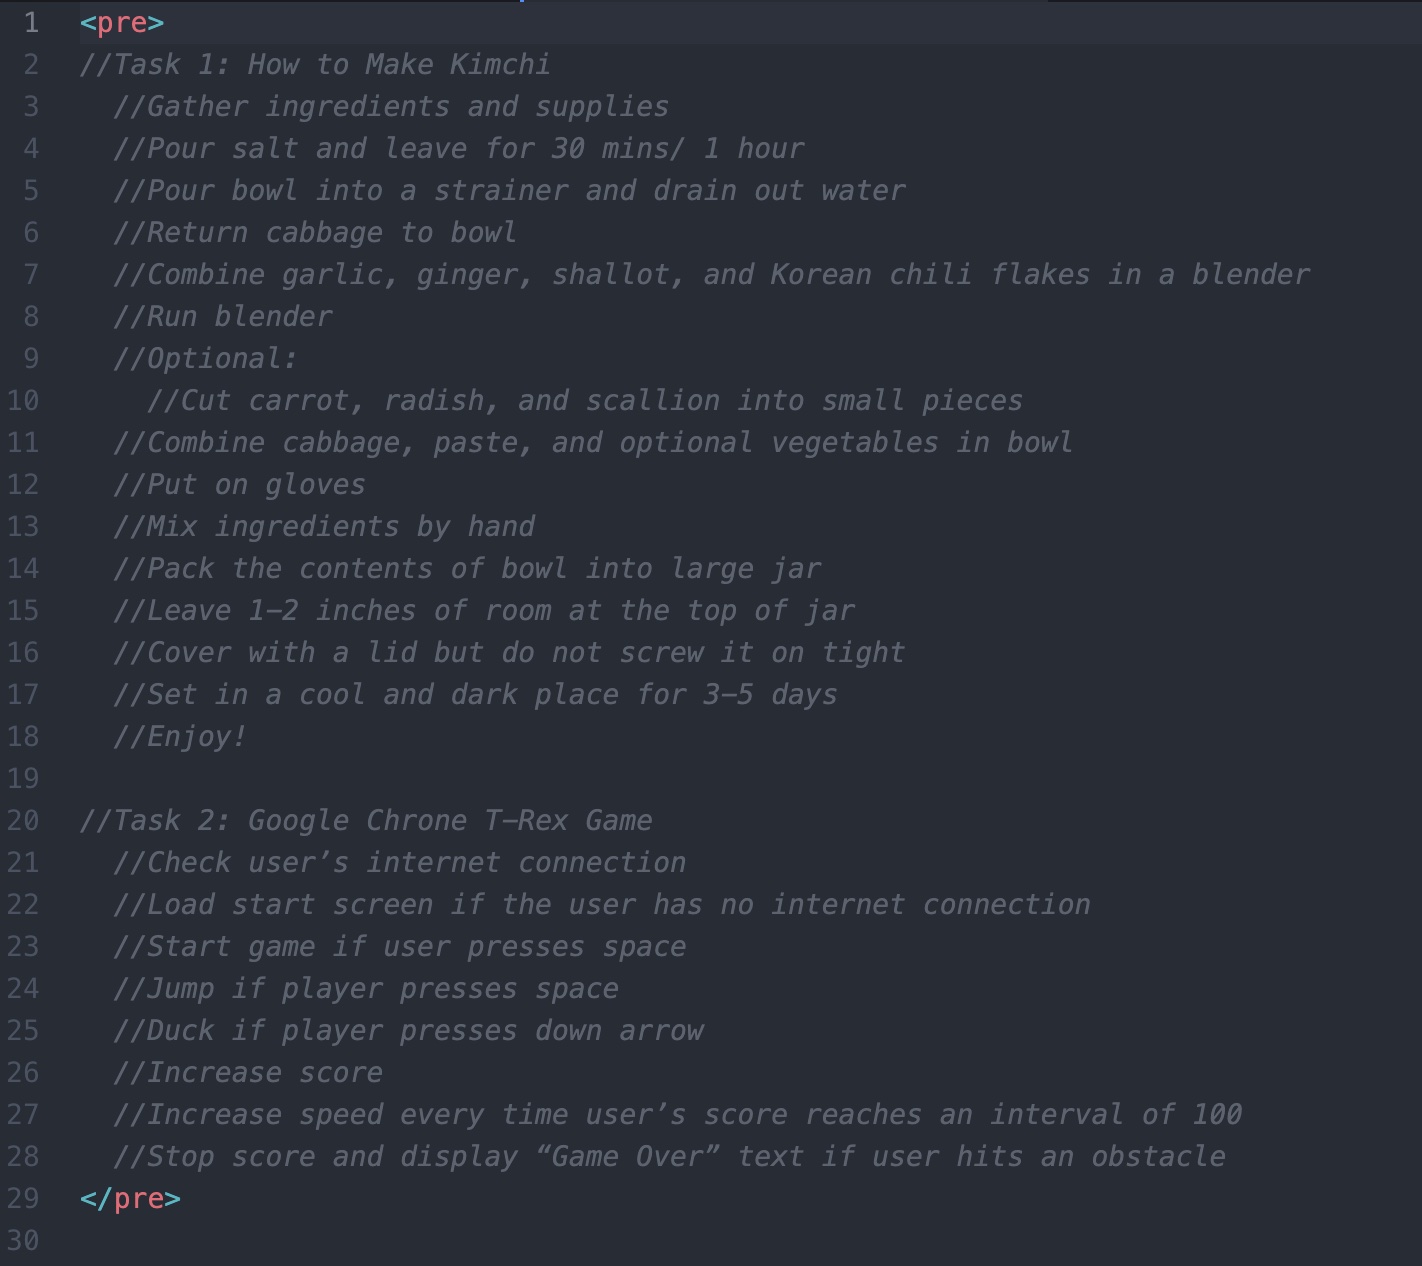 1 <pre>
2 //Task 1: How to Make Kimchi
3 //Gather ingredients and supplies
4 //Pour salt and leave for 30 mins/ 1 hour
5 //Pour bowl into a strainer and drain out water
6 //Return cabbage to bowl
7 //Combine garlic, ginger, shallot, and Korean chili flakes in a blender
8 //Run blender
9 //Optional:
10 //Cut carrot, radish, and scallion into small pieces
11 //Combine cabbage, paste, and optional vegetables in bowl
12 //Put on gloves
13 //Mix ingredients by hand
14 //Pack the contents of bowl into large jar
15 //Leave 1–2 inches of room at the top of jar
16 //Cover with a lid but do not screw it on tight
17 //Set in a cool and dark place for 3–5 days
18 //Enjoy!
19
20 //Task 2: Google Chrone T–Rex Game
21 //Check user’s internet connection
22 //Load start screen if the user has no internet connection
23 //Start game if user presses space
24 //Jump if player presses space
25 //Duck if player presses down arrow
26 //Increase score
27 //Increase speed every time user’s score reaches an interval of 100
28 //Stop score and display “Game Over” text if user hits an obstacle
29 </pre>
30